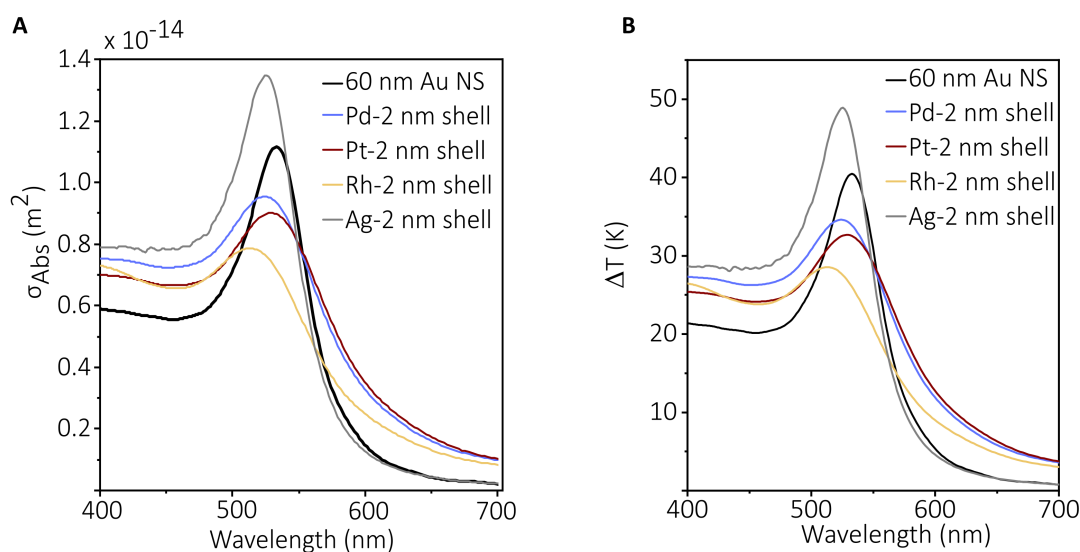 A
x 10⁻¹⁴
1.4
1.2
1.0
0.8
0.6
0.4
0.2
σAbs (m²)
60 nm Au NS
Pd-2 nm shell
Pt-2 nm shell
Rh-2 nm shell
Ag-2 nm shell
400 500 600 700
Wavelength (nm)
B
50
40
30
20
10
ΔT (K)
60 nm Au NS
Pd-2 nm shell
Pt-2 nm shell
Rh-2 nm shell
Ag-2 nm shell
400 500 600 700
Wavelength (nm)